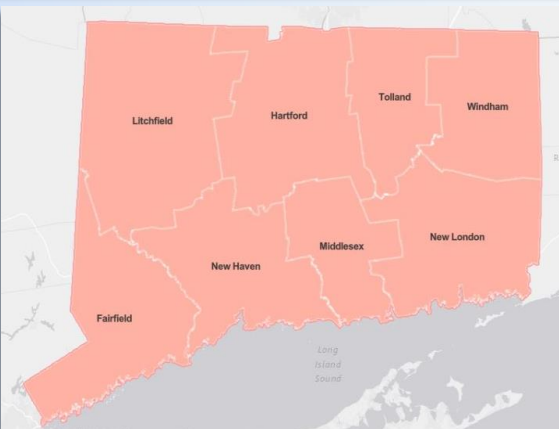 Tolland
Windham
Hartford
Litchfield
R
New London
Middlesex
New Haven
Fairfield
Long
Island
Sound